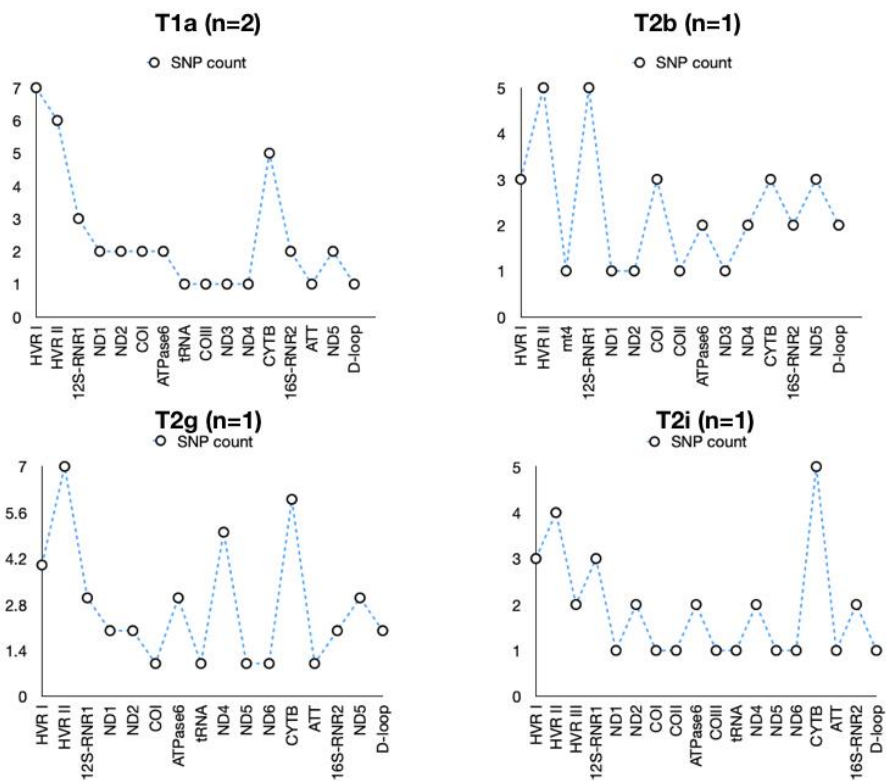 T1a (n=2)
SNP count
7
6
5
4
3
2
1
0
HVR I
HVR II
12S-RNR1
ND1
ND2
COI
ATPase6
tRNA
COIII
ND3
ND4
CYTB
16S-RNR2
ATT
ND5
D-loop
T2b (n=1)
SNP count
5
4
3
2
1
0
HVR I
HVR II
mt4
12S-RNR1
ND1
ND2
COI
COII
ATPase6
ND3
ND4
CYTB
16S-RNR2
ND5
D-loop
T2g (n=1)
SNP count
7
5.6
4.2
2.8
1.4
0
HVR I
HVR II
12S-RNR1
ND1
ND2
COI
ATPase6
tRNA
ND4
ND5
ND6
CYTB
ATT
16S-RNR2
ND5
D-loop
T2i (n=1)
SNP count
5
4
3
2
1
0
HVR I
HVR II
HVR III
12S-RNR1
ND1
ND2
COI
COII
ATPase6
COIII
tRNA
ND4
ND5
ND6
CYTB
ATT
16S-RNR2
D-loop